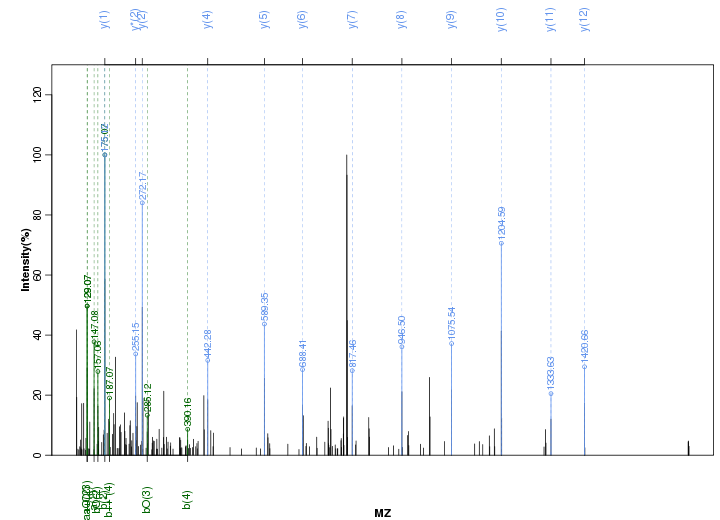 y(1)
y*(2)
y(2)
y(4)
y(5)
y(6)
y(7)
y(8)
y(9)
y(10)
y(11)
y(12)
120
100
80
60
40
20
0
Intensity(%)
129.07
147.08
157.06
175.02
187.07
255.15
272.17
285.12
390.16
442.28
589.35
688.41
817.46
946.50
1075.54
1204.59
1333.63
1420.66
bO(3)
b(4)
MZ